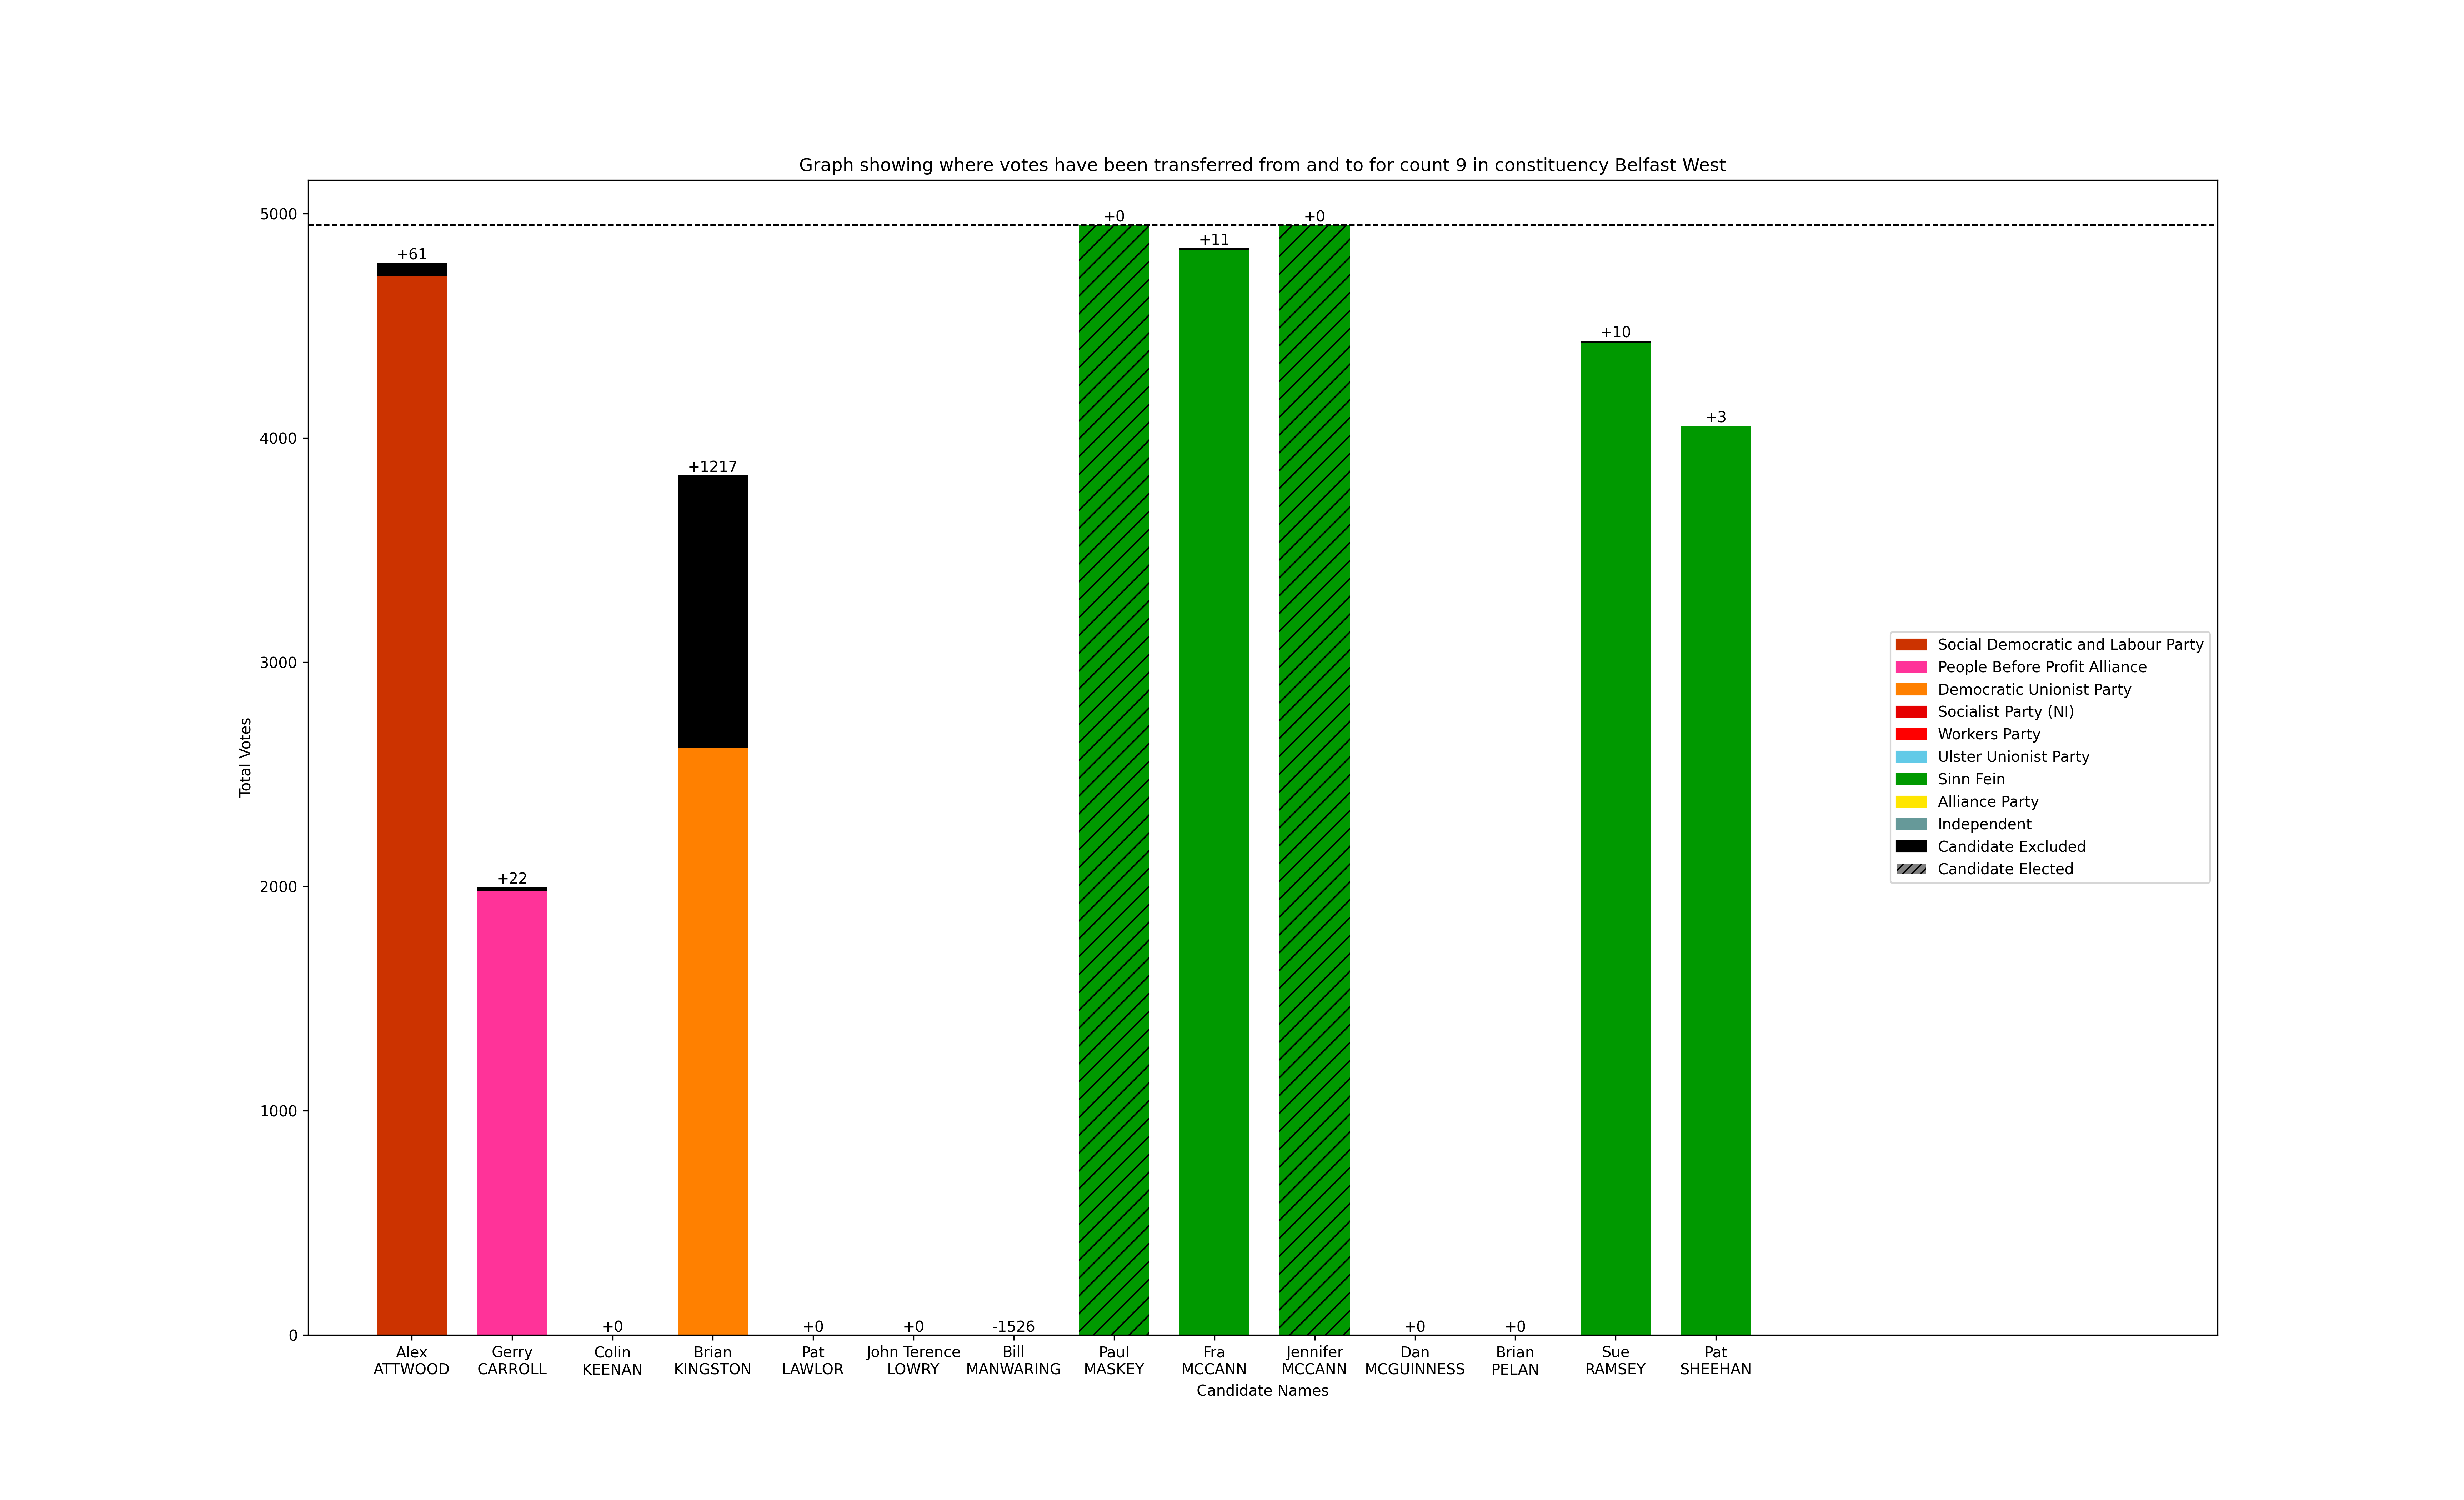 Graph showing where votes have been transferred from and to for count 9 in constituency Belfast West
Total Votes
5000
4000
3000
2000
1000
0
+61
+22
+0
+1217
+0
+0
-1526
+0
+11
+0
+0
+0
+10
+3
Alex
ATTWOOD
Gerry
CARROLL
Colin
KEENAN
Brian
KINGSTON
Pat
LAWLOR
John Terence
LOWRY
Bill
MANWARING
Paul
MASKEY
Fra
MCCANN
Jennifer
MCCANN
Dan
MCGUINNESS
Brian
PELAN
Sue
RAMSEY
Pat
SHEEHAN
Candidate Names
Social Democratic and Labour Party
People Before Profit Alliance
Democratic Unionist Party
Socialist Party (NI)
Workers Party
Ulster Unionist Party
Sinn Fein
Alliance Party
Independent
Candidate Excluded
Candidate Elected